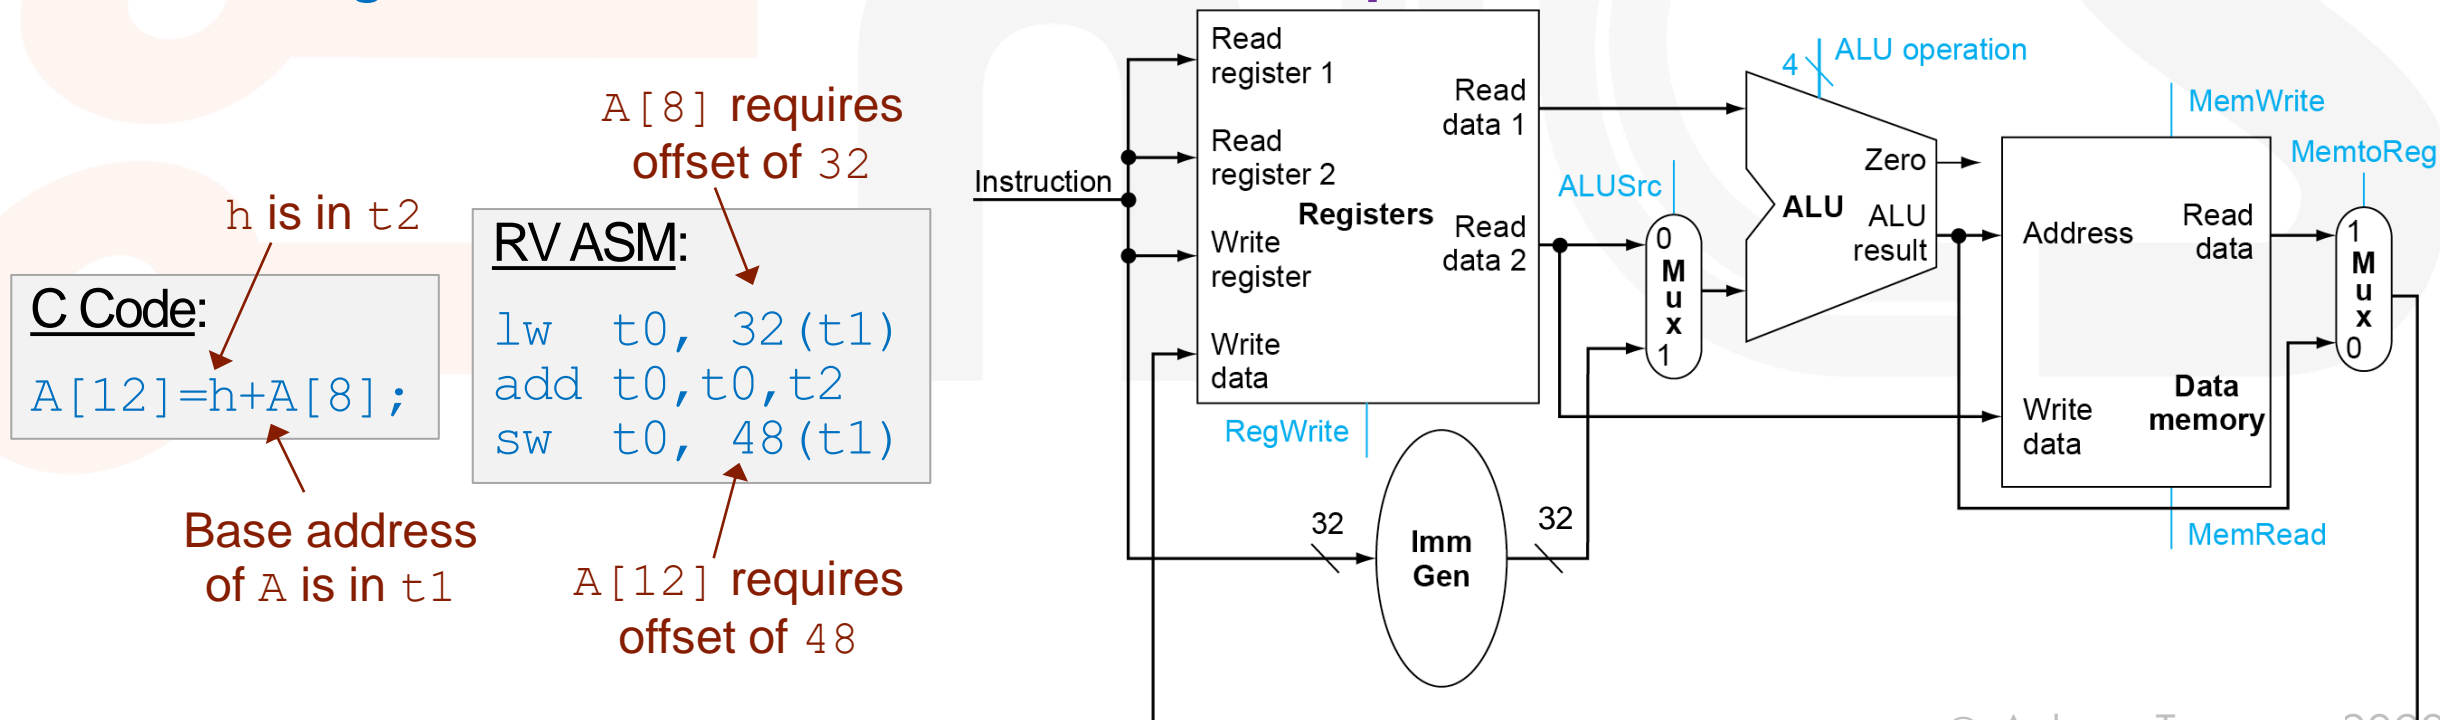 h is in t2
C Code:
A[12]=h+A[8];
Base address
of A is in t1
A[8] requires
offset of 32
RV ASM:
lw t0, 32(t1)
add t0,t0,t2
sw t0, 48(t1)
A[12] requires
offset of 48
Instruction
Read
register 1
Read
register 2
Write
register
Write
data
Registers
Read
data 1
Read
data 2
RegWrite
32
Imm
Gen
32
ALUSrc
0
M
u
x
1
4
ALU operation
ALU
Zero
ALU
result
MemWrite
Address
Read
data
Write
data
Data
memory
MemRead
MemtoReg
1
M
u
x
0